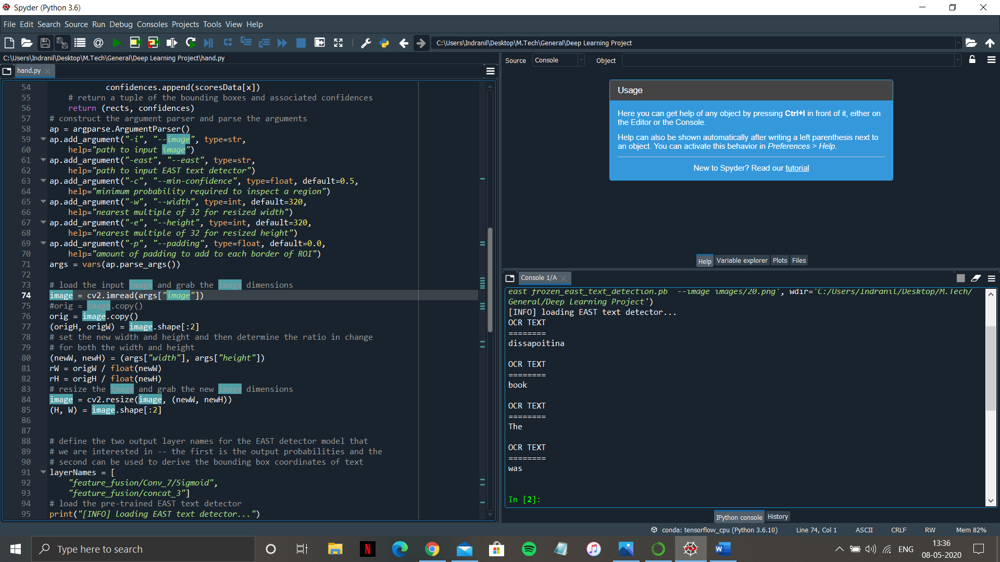 Spyder (Python 3.6)
File Edit Search Source Run Debug Consoles Projects Tools View Help
C:\Users\Indranil\Desktop\M.Tech\General\Deep Learning Project
C:\Users\Indranil\Desktop\M.Tech\General\Deep Learning Project\hand.py
hand.py
54 confidences.append(scoresData[x])
55 # return a tuple of the bounding boxes and associated confidences
56 return (rects, confidences)
57 # construct the argument parser and parse the arguments
58 ap = argparse.ArgumentParser()
59 ap.add_argument("-i", "--image", type=str,
60 help="path to input image")
61 ap.add_argument("-east", "--east", type=str,
62 help="path to input EAST text detector")
63 ap.add_argument("-c", "--min-confidence", type=float, default=0.5,
64 help="minimum probability required to inspect a region")
65 ap.add_argument("-w", "--width", type=int, default=320,
66 help="nearest multiple of 32 for resized width")
67 ap.add_argument("-e", "--height", type=int, default=320,
68 help="nearest multiple of 32 for resized height")
69 ap.add_argument("-p", "--padding", type=float, default=0.0,
70 help="amount of padding to add to each border of ROI")
71 args = vars(ap.parse_args())
72
73 # load the input image and grab the image dimensions
74 image = cv2.imread(args["image"])
75 #orig = image.copy()
76 orig = image.copy()
77 (origH, origW) = image.shape[:2]
78 # set the new width and height and then determine the ratio in change
79 # for both the width and height
80 (newW, newH) = (args["width"], args["height"])
81 rW = origW / float(newW)
82 rH = origH / float(newH)
83 # resize the image and grab the new image dimensions
84 image = cv2.resize(image, (newW, newH))
85 (H, W) = image.shape[:2]
86
87
88 # define the two output layer names for the EAST detector model that
89 # we are interested in -- the first is the output probabilities and the
90 # second can be used to derive the bounding box coordinates of text
91 layerNames = [
92 "feature_fusion/Conv_7/Sigmoid",
93 "feature_fusion/concat_3"]
94 # load the pre-trained EAST text detector
95 print("[INFO] loading EAST text detector...")
Source Console Object
Usage
Here you can get help of any object by pressing Ctrl+I in front of it, either on
the Editor or the Console.
Help can also be shown automatically after writing a left parenthesis next to
an object. You can activate this behavior in Preferences > Help.
New to Spyder? Read our tutorial
Help Variable explorer Plots Files
Console 1/A
east frozen_east_text_detection.pb --image images/20.png', wdir='C:/Users/Indranil/Desktop/M.Tech/
General/Deep Learning Project')
[INFO] loading EAST text detector...
OCR TEXT
========
dissapoitina
OCR TEXT
========
book
OCR TEXT
========
The
OCR TEXT
========
was
In [2]:
IPython console History
conda: tensorflow_cpu (Python 3.6.10) Line 74, Col 1 ASCII CRLF RW Mem 82%
Type here to search
ENG
13:36
08-05-2020